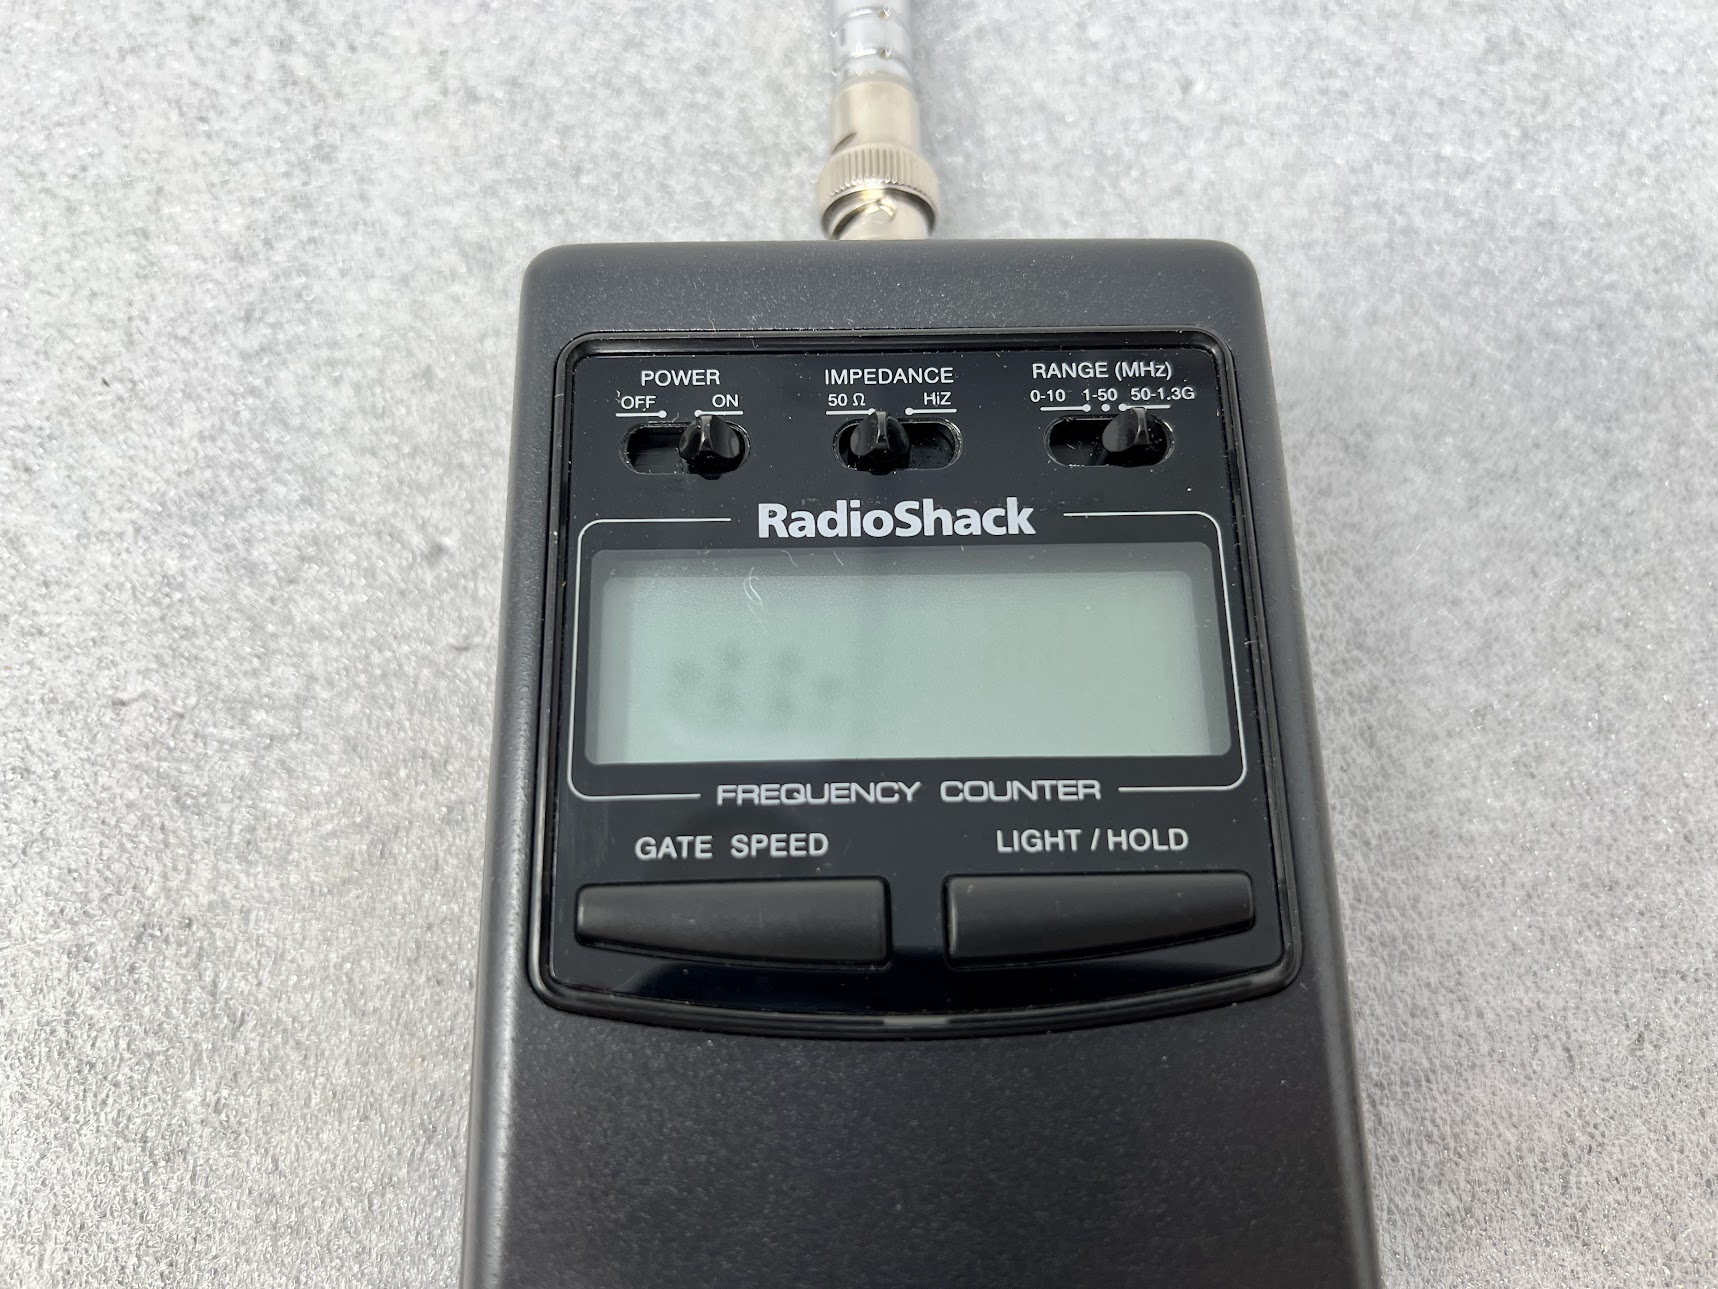 POWER IMPEDANCE RANGE (MHz)
OFF ON 50 Ω HiZ 0-10 1-50 50-1.3G
RadioShack
FREQUENCY COUNTER
GATE SPEED LIGHT / HOLD